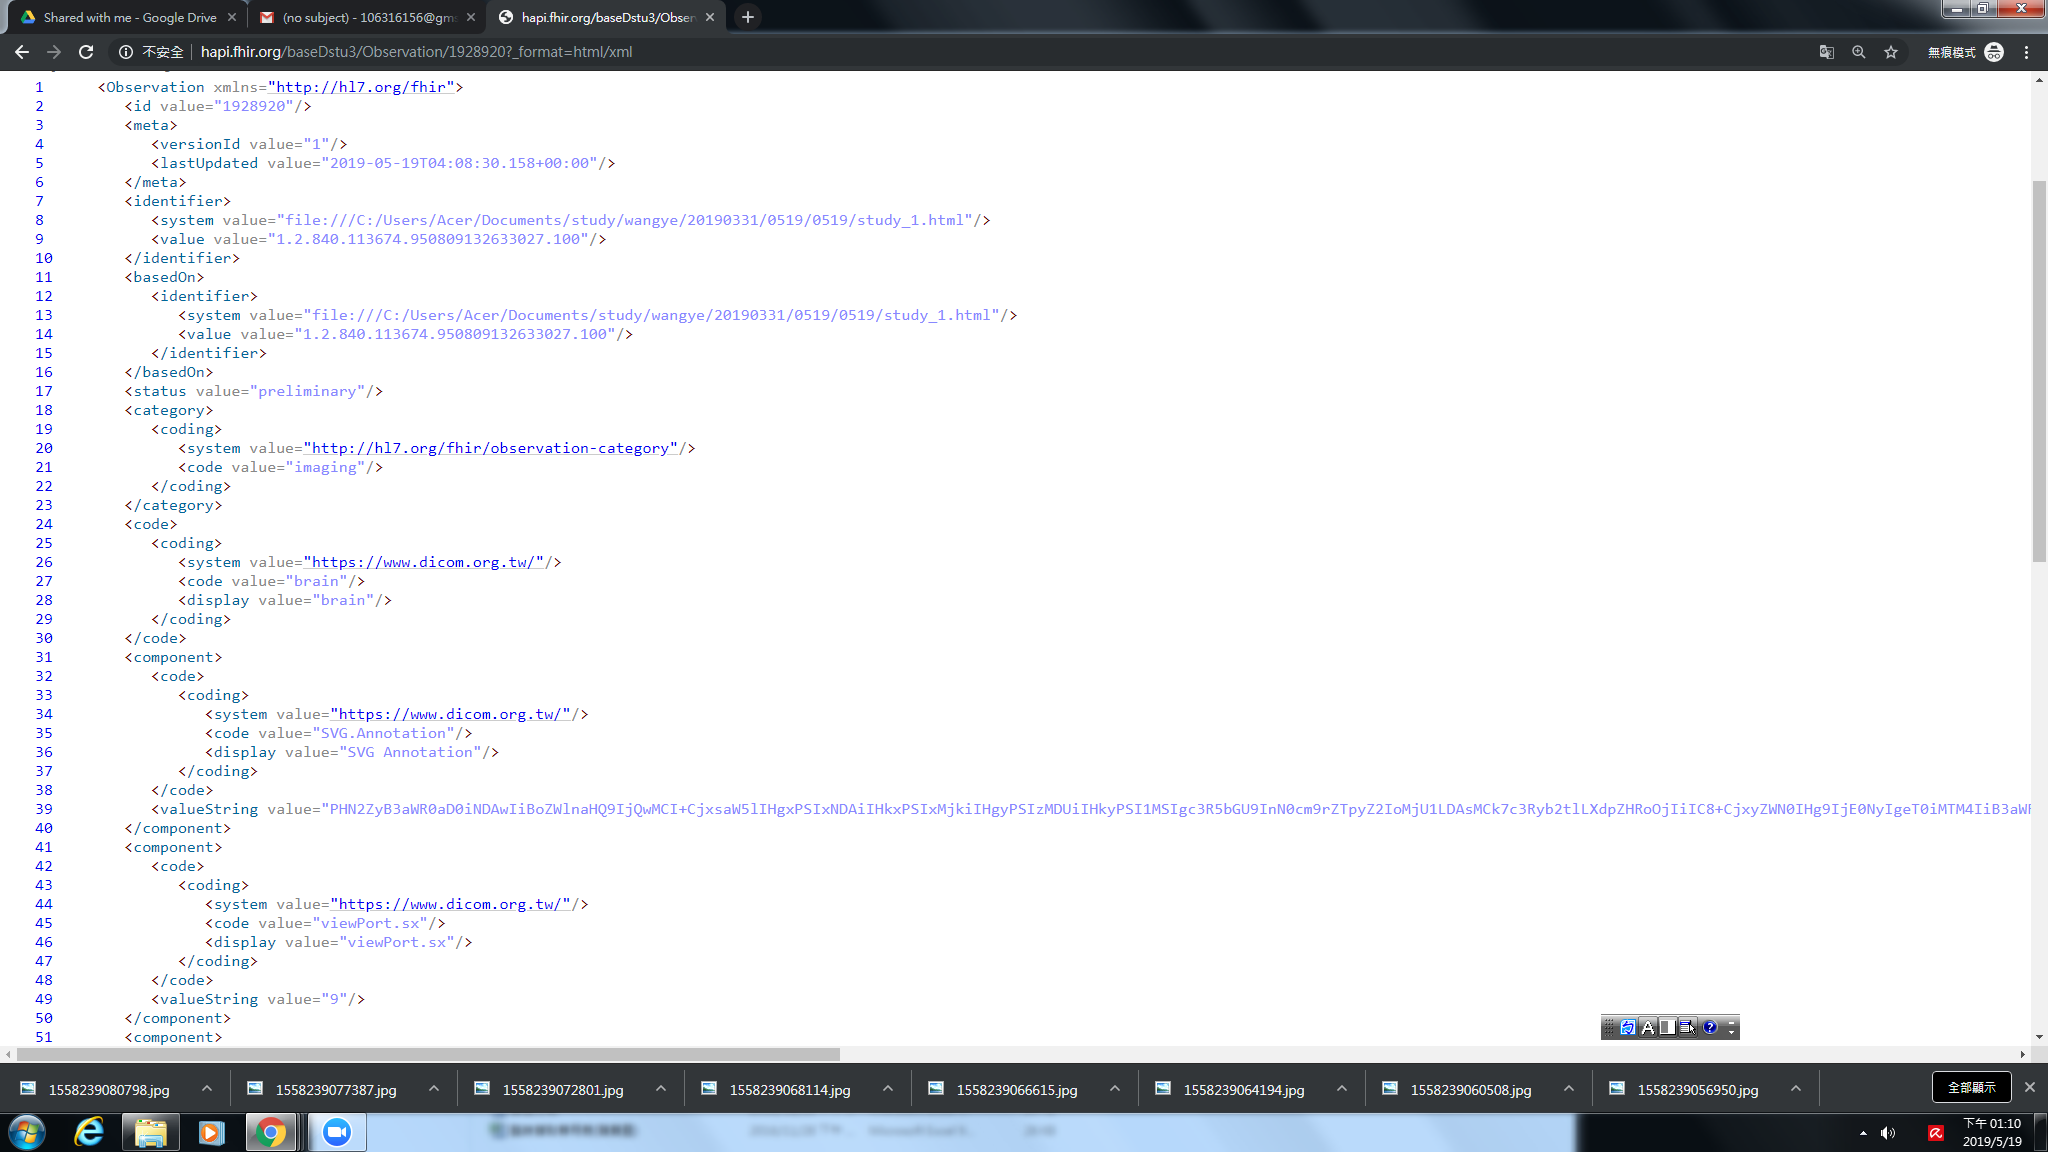 Shared with me - Google Drive
(no subject) - 106316156@gms
hapi.fhir.org/baseDstu3/Obser
不安全 hapi.fhir.org/baseDstu3/Observation/1928920?_format=html/xml
無痕模式
1 <Observation xmlns="http://hl7.org/fhir">
2 <id value="1928920"/>
3 <meta>
4 <versionId value="1"/>
5 <lastUpdated value="2019-05-19T04:08:30.158+00:00"/>
6 </meta>
7 <identifier>
8 <system value="file:///C:/Users/Acer/Documents/study/wangye/20190331/0519/0519/study_1.html"/>
9 <value value="1.2.840.113674.950809132633027.100"/>
10 </identifier>
11 <basedOn>
12 <identifier>
13 <system value="file:///C:/Users/Acer/Documents/study/wangye/20190331/0519/0519/study_1.html"/>
14 <value value="1.2.840.113674.950809132633027.100"/>
15 </identifier>
16 </basedOn>
17 <status value="preliminary"/>
18 <category>
19 <coding>
20 <system value="http://hl7.org/fhir/observation-category"/>
21 <code value="imaging"/>
22 </coding>
23 </category>
24 <code>
25 <coding>
26 <system value="https://www.dicom.org.tw/"/>
27 <code value="brain"/>
28 <display value="brain"/>
29 </coding>
30 </code>
31 <component>
32 <code>
33 <coding>
34 <system value="https://www.dicom.org.tw/"/>
35 <code value="SVG.Annotation"/>
36 <display value="SVG Annotation"/>
37 </coding>
38 </code>
39 <valueString value="PHN2ZyB3aWR0aD0iNDAwIiBoZWlnaHQ9IjQwMCI+CjxsaW5lIHgxPSIxNDAiIHkxPSIxMjkiIHgyPSIzMDUiIHkyPSI1MSIgc3R5bGU9InN0cm9rZTpyZ2IoMjU1LDAsMCk7c3Ryb2tlLXdpZHRoOjIiIC8+CjxyZWN0IHg9IjE0NyIgeT0iMTM4IiB3aWR
40 </component>
41 <component>
42 <code>
43 <coding>
44 <system value="https://www.dicom.org.tw/"/>
45 <code value="viewPort.sx"/>
46 <display value="viewPort.sx"/>
47 </coding>
48 </code>
49 <valueString value="9"/>
50 </component>
51 <component>
1558239080798.jpg
1558239077387.jpg
1558239072801.jpg
1558239068114.jpg
1558239066615.jpg
1558239064194.jpg
1558239060508.jpg
1558239056950.jpg
全部顯示
下午 01:10
2019/5/19